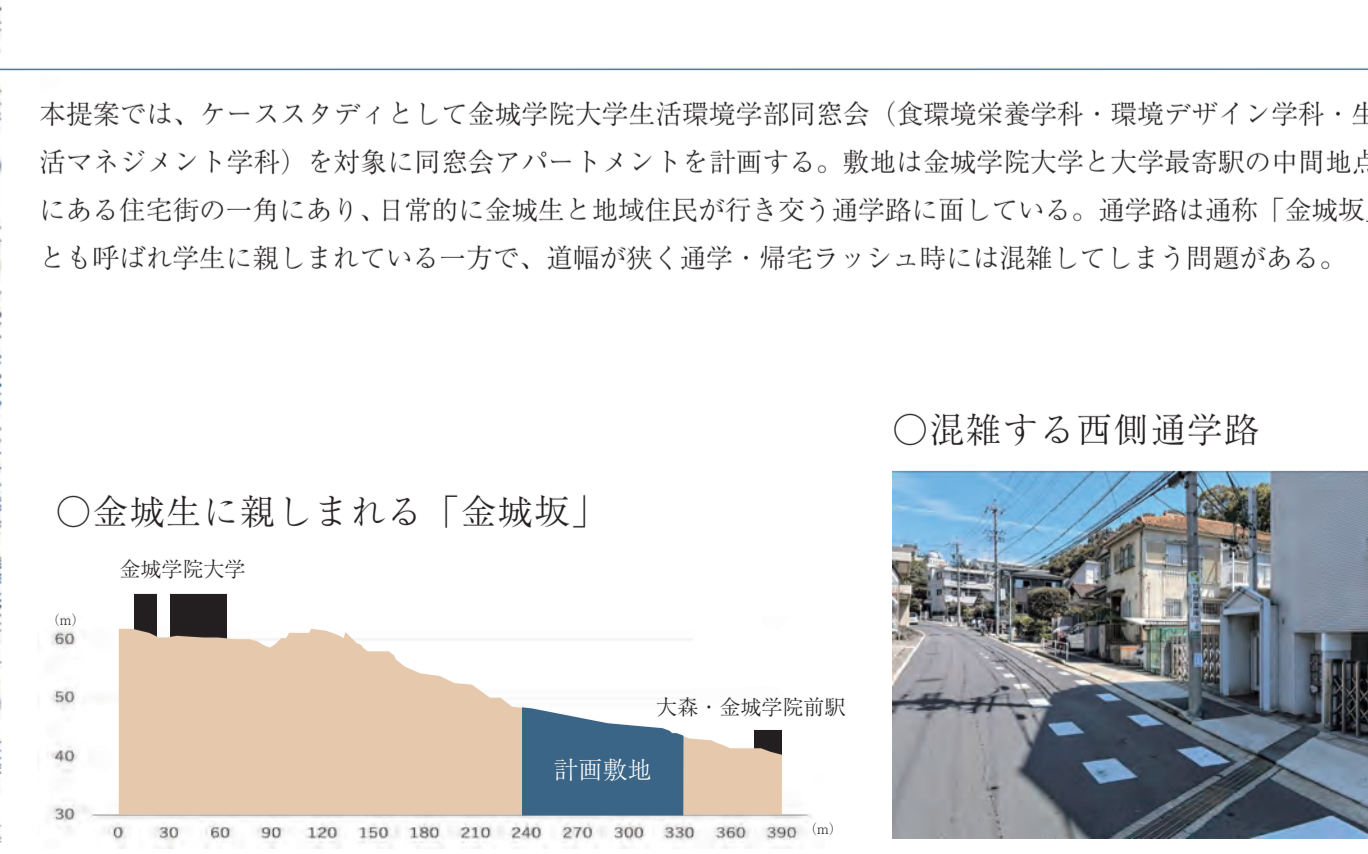 本提案では、ケーススタディとして金城学院大学生活環境学部同窓会（食環境栄養学科・環境デザイン学科・生
活マネジメント学科）を対象に同窓会アパートメントを計画する。敷地は金城学院大学と大学最寄駅の中間地点
にある住宅街の一角にあり、日常的に金城生と地域住民が行き交う通学路に面している。通学路は通称「金城坂」
とも呼ばれ学生に親しまれている一方で、道幅が狭く通学・帰宅ラッシュ時には混雑してしまう問題がある。
○混雑する西側通学路
○金城生に親しまれる「金城坂」
金城学院大学
(m)
60
50
大森・金城学院前駅
40
計画敷地
30
0 30 60 90 120 150 180 210 240 270 300 330 360 390 (m)